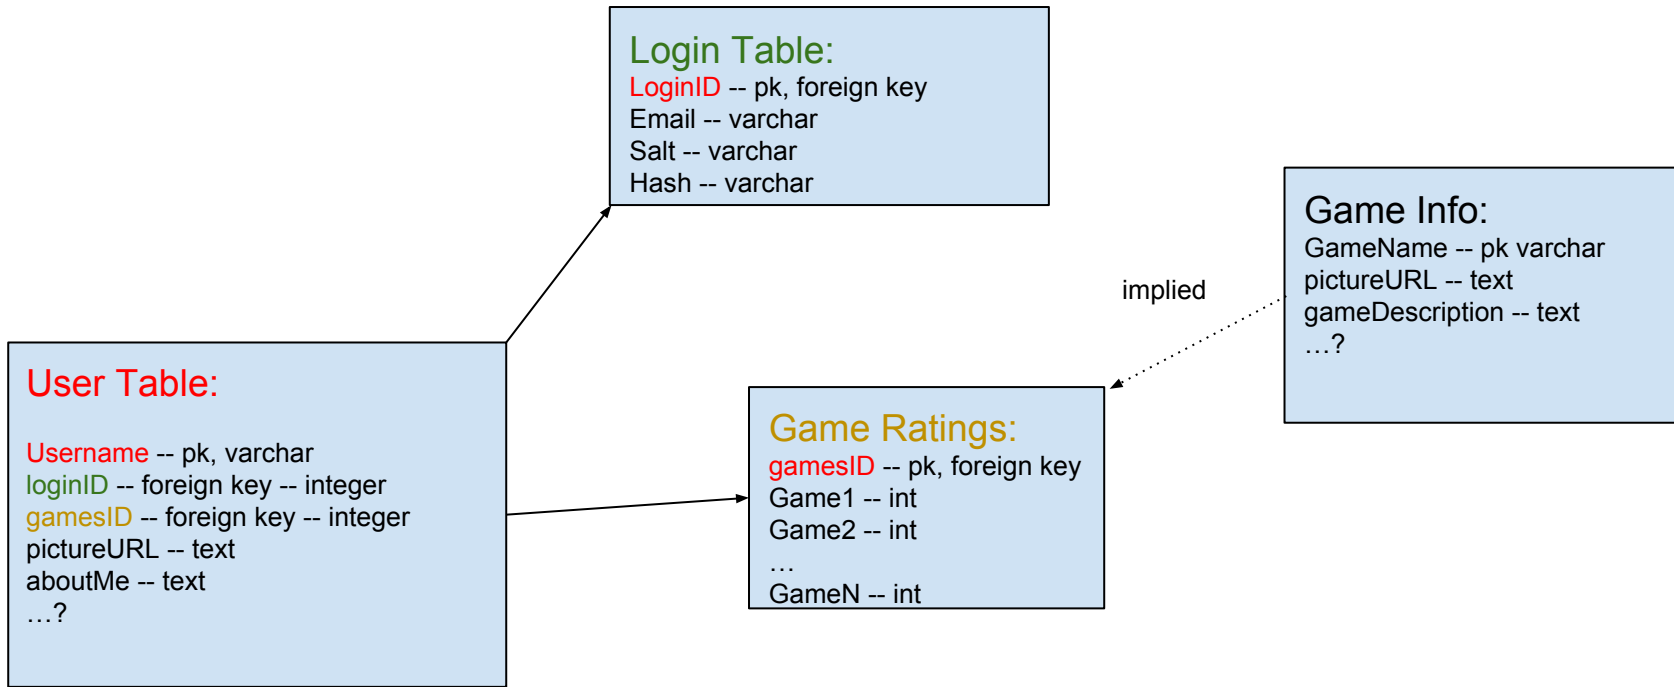 Login Table:
LoginID -- pk, foreign key
Email -- varchar
Salt -- varchar
Hash -- varchar
Game Info:
GameName -- pk varchar
pictureURL -- text
gameDescription -- text
…?
implied
User Table:
Username -- pk, varchar
loginID -- foreign key -- integer
gamesID -- foreign key -- integer
pictureURL -- text
aboutMe -- text
…?
Game Ratings:
gamesID -- pk, foreign key
Game1 -- int
Game2 -- int
…
GameN -- int